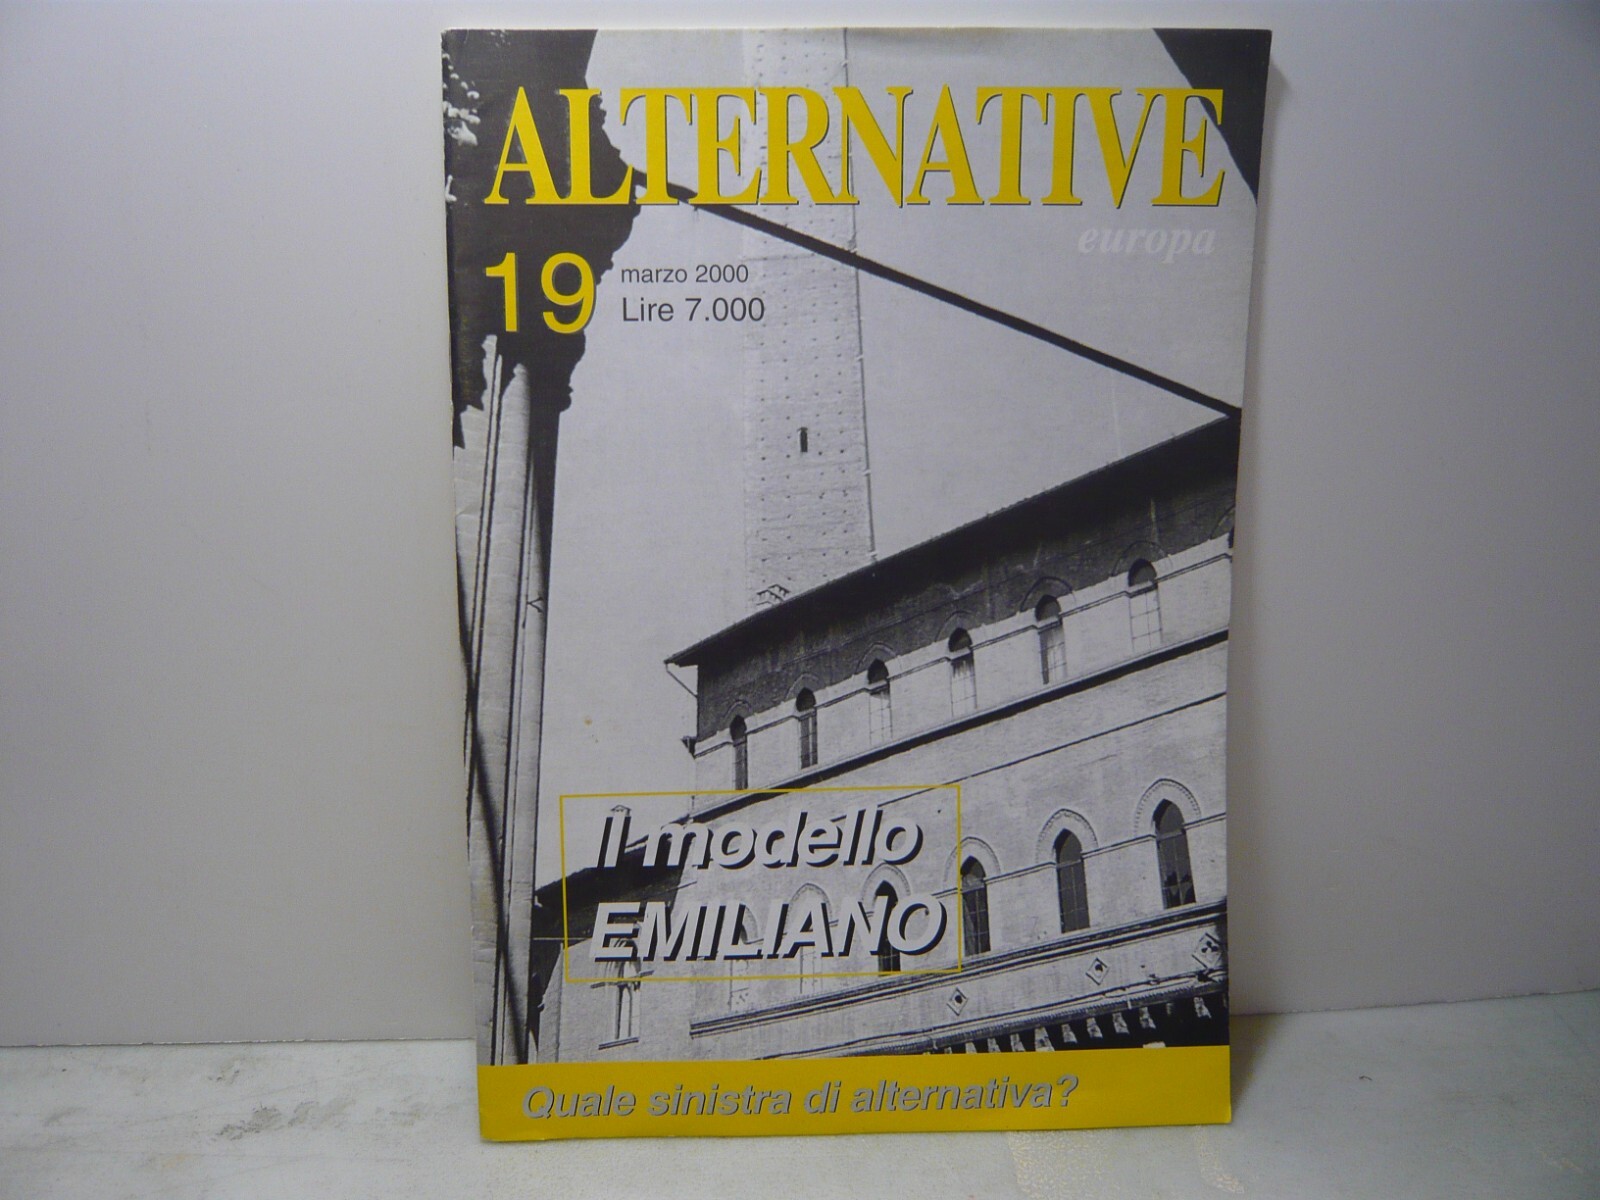 ALTERNATIVE
europa
19
marzo 2000
Lire 7.000
Il modello
EMILIANO
Quale sinistra di alternativa?